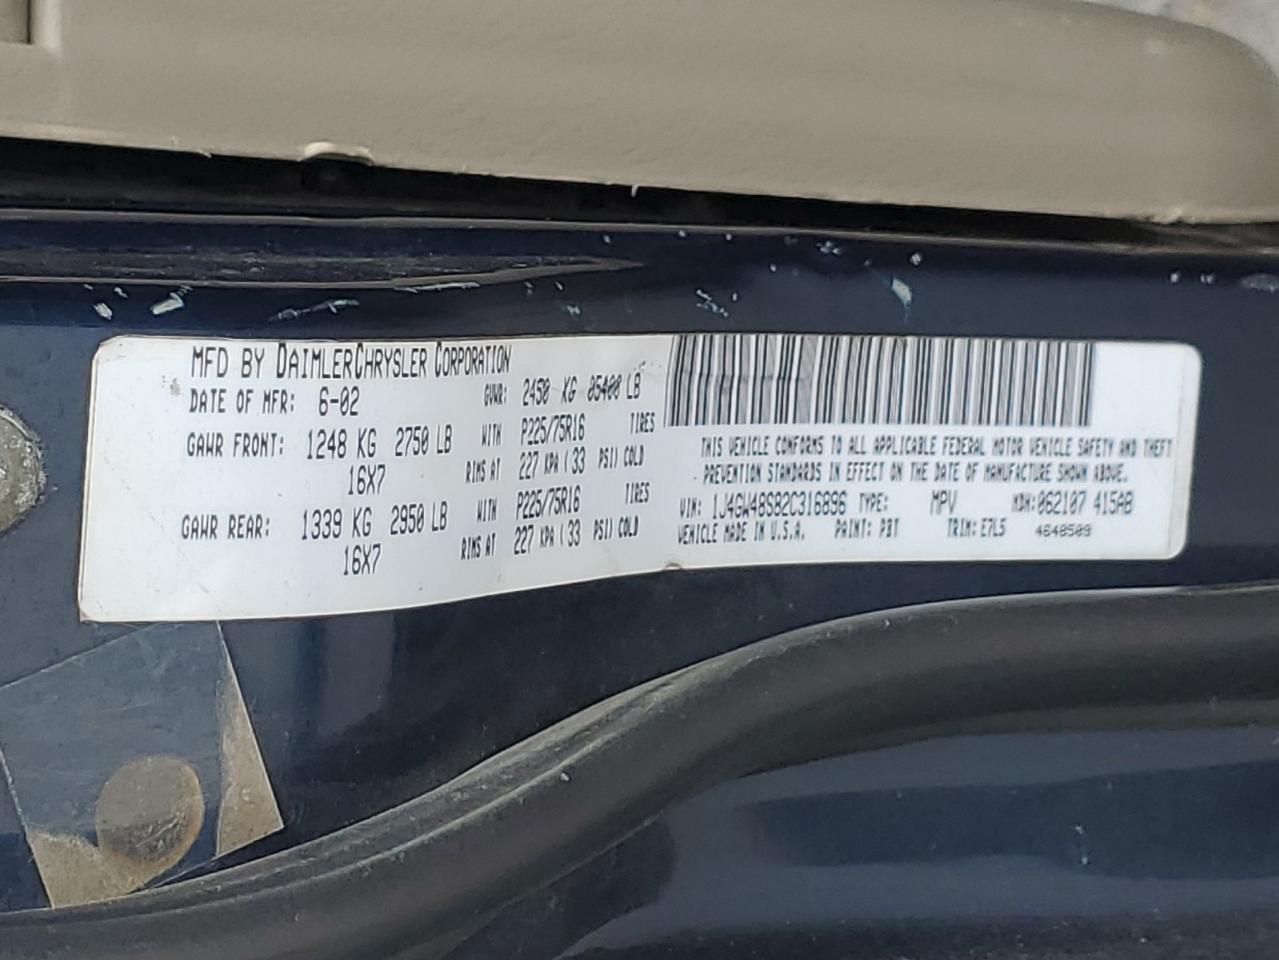 MFD BY DAIMLERCHRYSLER CORPORATION
DATE OF MFR: 6-02 GVWR: 2450 KG 05400 LB
GAWR FRONT: 1248 KG 2750 LB WITH P225/75R16 TIRES
16X7 RIMS AT 227 KPA (33 PSI) COLD
GAWR REAR: 1339 KG 2950 LB WITH P225/75R16 TIRES
16X7 RIMS AT 227 KPA (33 PSI) COLD
THIS VEHICLE CONFORMS TO ALL APPLICABLE FEDERAL MOTOR VEHICLE SAFETY AND THEFT
PREVENTION STANDARDS IN EFFECT ON THE DATE OF MANUFACTURE SHOWN ABOVE.
VIN: 1J4GW48S82C316896 TYPE: MPV MDH: 062107 415AB
VEHICLE MADE IN U.S.A. PAINT: PBT TRIM: E7L5 4648509